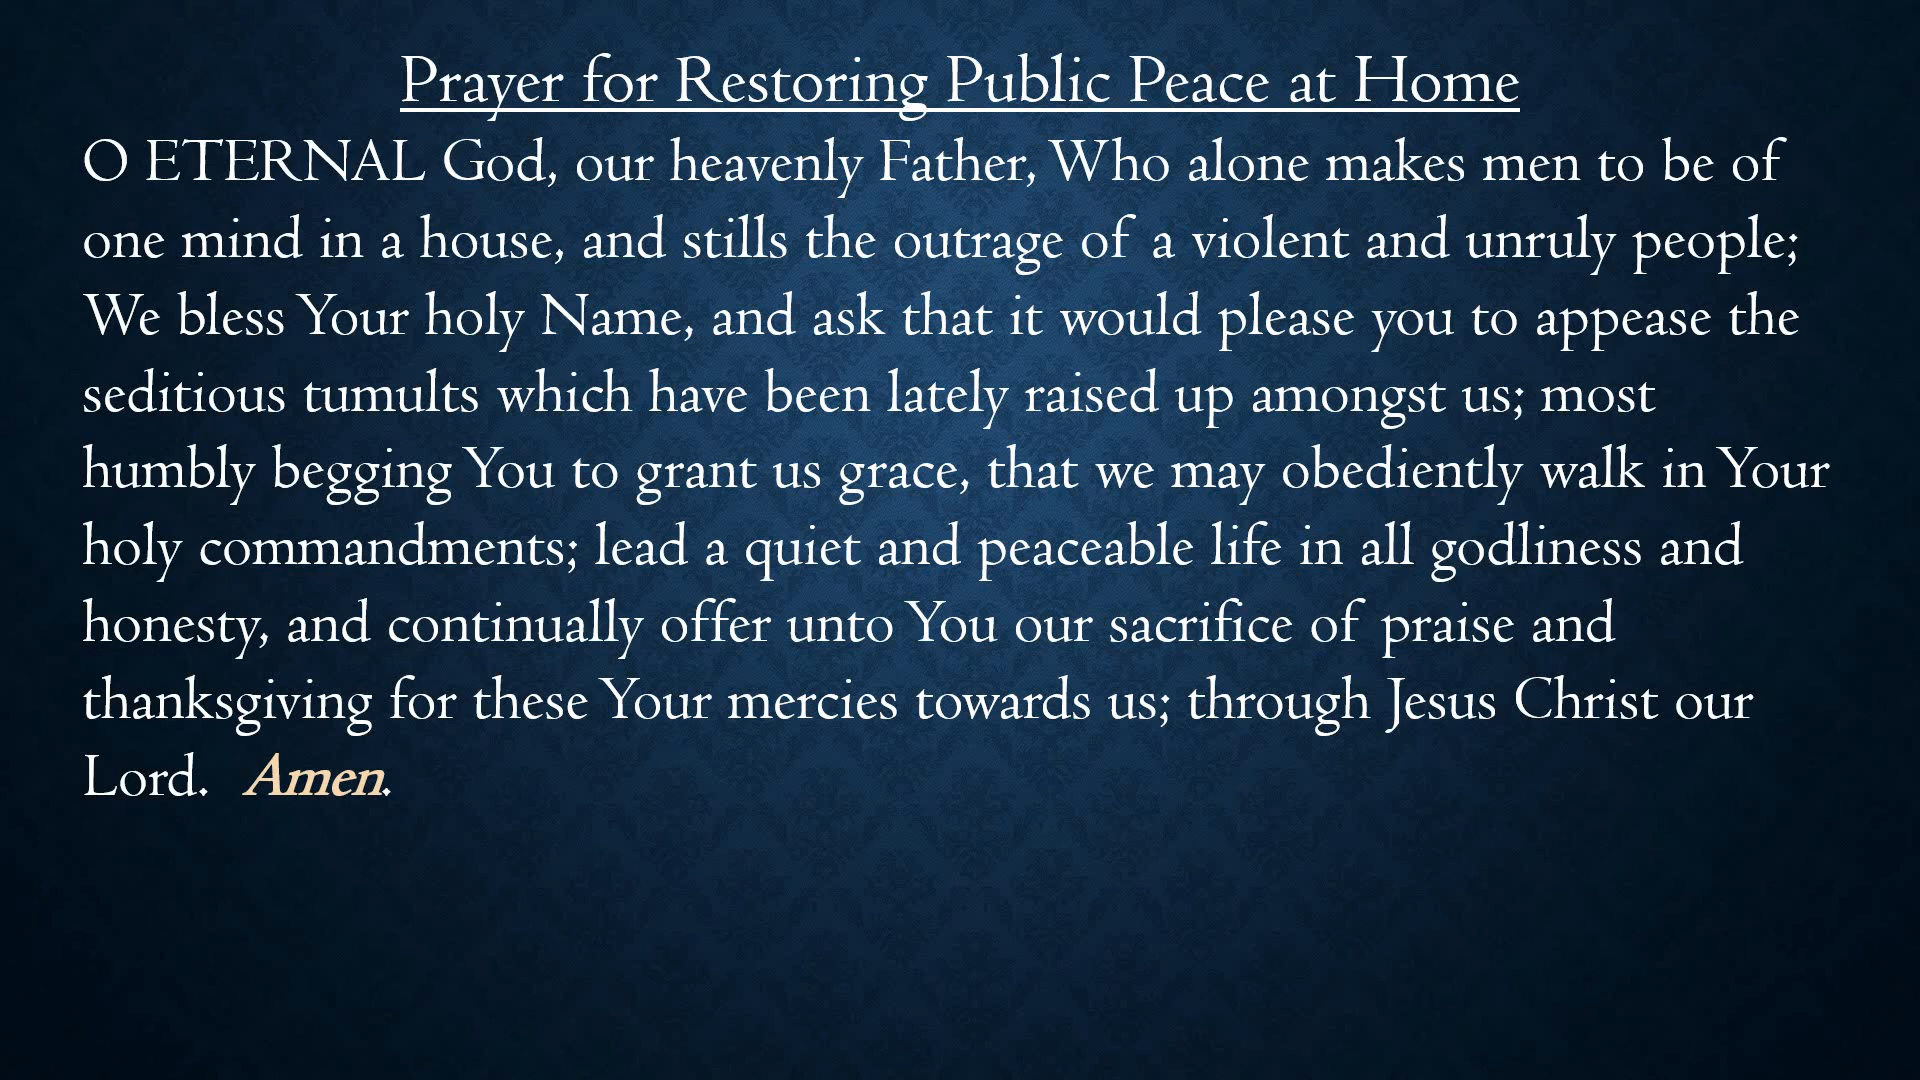 Prayer for Restoring Public Peace at Home
O ETERNAL God, our heavenly Father, Who alone makes men to be of
one mind in a house, and stills the outrage of a violent and unruly people;
We bless Your holy Name, and ask that it would please you to appease the
seditious tumults which have been lately raised up amongst us; most
humbly begging You to grant us grace, that we may obediently walk in Your
holy commandments; lead a quiet and peaceable life in all godliness and
honesty, and continually offer unto You our sacrifice of praise and
thanksgiving for these Your mercies towards us; through Jesus Christ our
Lord. Amen.